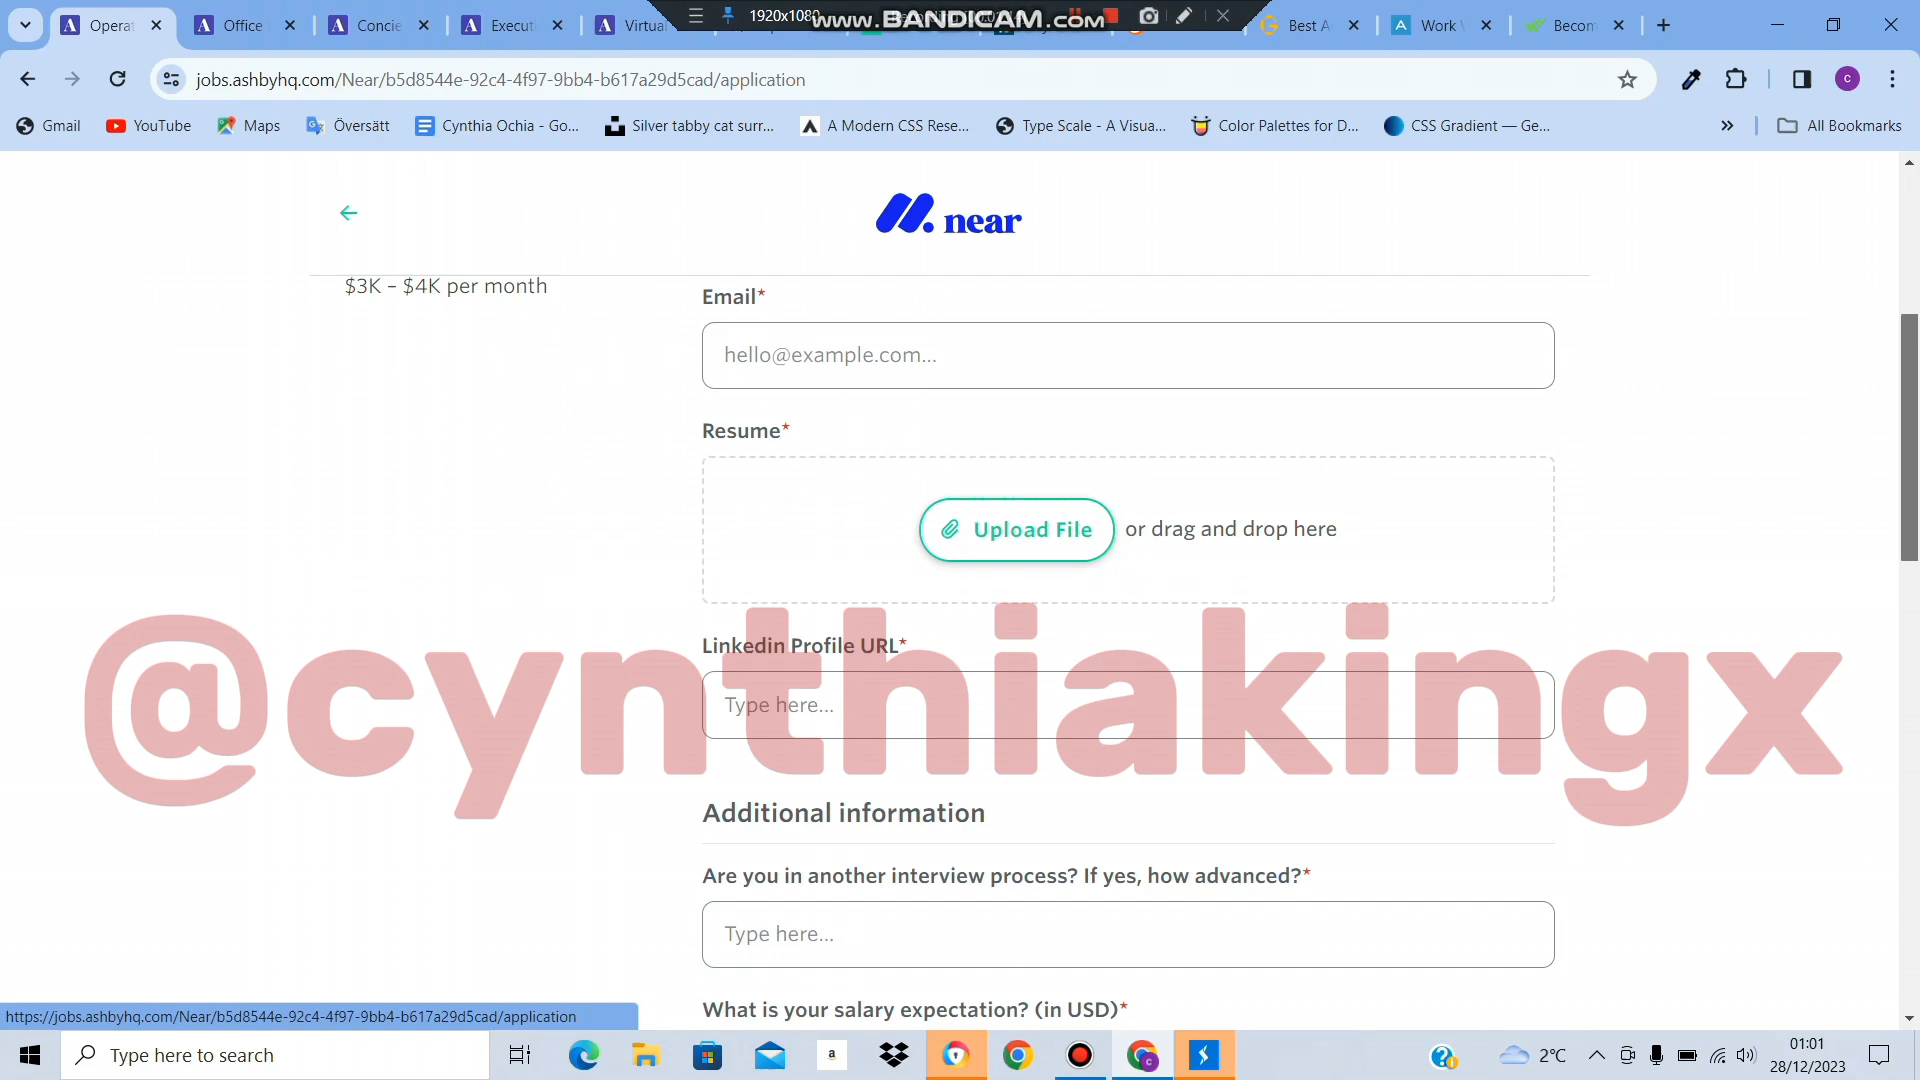 Operat
Office
Concie
Executi
Virtual
1920x1080
www.BANDICAM.com
Best A
Work
Becom
jobs.ashbyhq.com/Near/b5d8544e-92c4-4f97-9bb4-b617a29d5cad/application
C
Gmail
YouTube
Maps
Översätt
Cynthia Ochia - Go...
Silver tabby cat surr...
A Modern CSS Rese...
Type Scale - A Visua...
Color Palettes for D...
CSS Gradient — Ge...
All Bookmarks
near
$3K – $4K per month
Email*
hello@example.com...
Resume*
Upload File
or drag and drop here
Linkedin Profile URL*
Type here...
@cynthiakingx
Additional information
Are you in another interview process? If yes, how advanced?*
Type here...
What is your salary expectation? (in USD)*
https://jobs.ashbyhq.com/Near/b5d8544e-92c4-4f97-9bb4-b617a29d5cad/application
Type here to search
2°C
01:01
28/12/2023